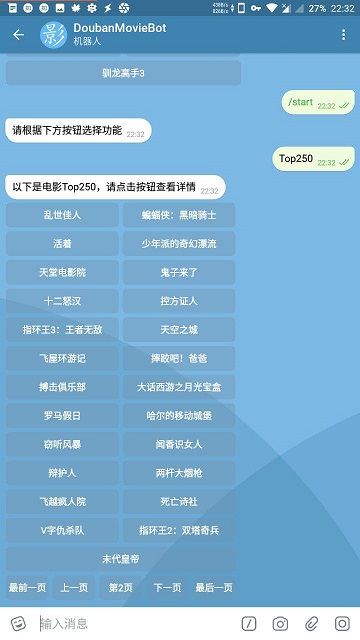 438B/s
826B/s
27% 22:32
影
DoubanMovieBot
机器人
驯龙高手3
/start 22:32
请根据下方按钮选择功能 22:32
Top250 22:32
以下是电影Top250，请点击按钮查看详情 22:32
乱世佳人 蝙蝠侠：黑暗骑士
活着 少年派的奇幻漂流
天堂电影院 鬼子来了
十二怒汉 控方证人
指环王3：王者无敌 天空之城
飞屋环游记 摔跤吧！爸爸
搏击俱乐部 大话西游之月光宝盒
罗马假日 哈尔的移动城堡
窃听风暴 闻香识女人
辩护人 两杆大烟枪
飞越疯人院 死亡诗社
V字仇杀队 指环王2：双塔奇兵
末代皇帝
最前一页 上一页 第2页 下一页 最后一页
输入消息